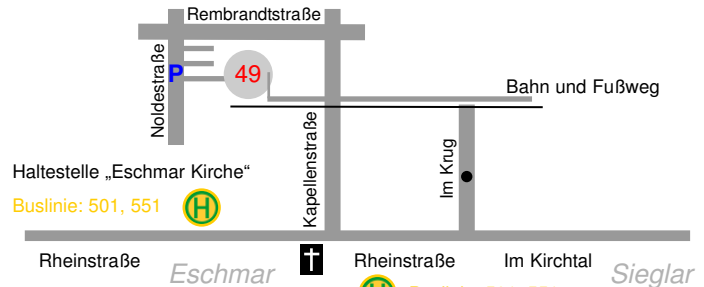 Rembrandtstraße
Noldestraße
P
49
Bahn und Fußweg
Kapellenstraße
Im Krug
Haltestelle „Eschmar Kirche“
Buslinie: 501, 551
H
Rheinstraße
Rheinstraße
Im Kirchtal
Eschmar
Sieglar
H